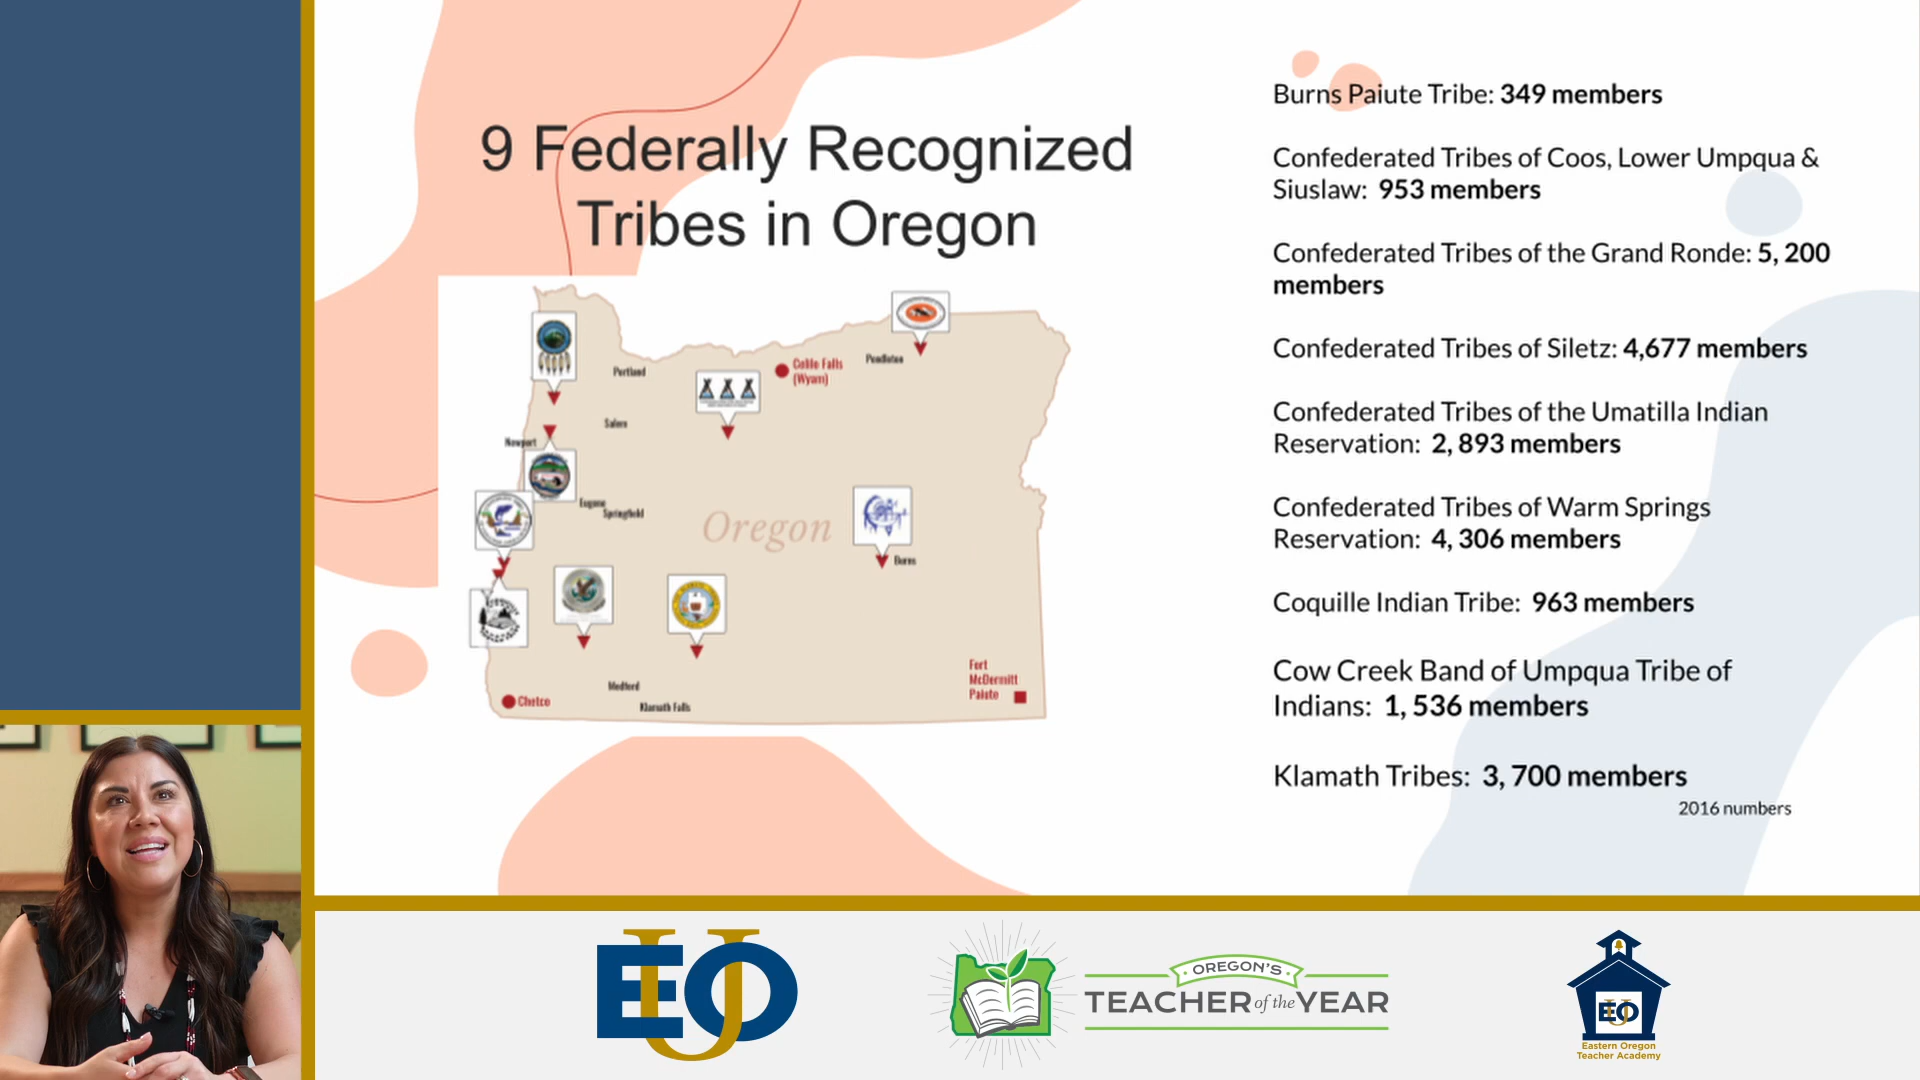 9 Federally Recognized
Tribes in Oregon
Portland
Celilo Falls
(Wyam)
Pendleton
Salem
Newport
Eugene
Springfield
Oregon
Burns
Medford
Klamath Falls
Chetco
Fort
McDermitt
Paiute
Burns Paiute Tribe: 349 members
Confederated Tribes of Coos, Lower Umpqua &
Siuslaw: 953 members
Confederated Tribes of the Grand Ronde: 5, 200
members
Confederated Tribes of Siletz: 4,677 members
Confederated Tribes of the Umatilla Indian
Reservation: 2, 893 members
Confederated Tribes of Warm Springs
Reservation: 4, 306 members
Coquille Indian Tribe: 963 members
Cow Creek Band of Umpqua Tribe of
Indians: 1, 536 members
Klamath Tribes: 3, 700 members
2016 numbers
EOU
OREGON'S
TEACHER of the YEAR
EOU
Eastern Oregon
Teacher Academy